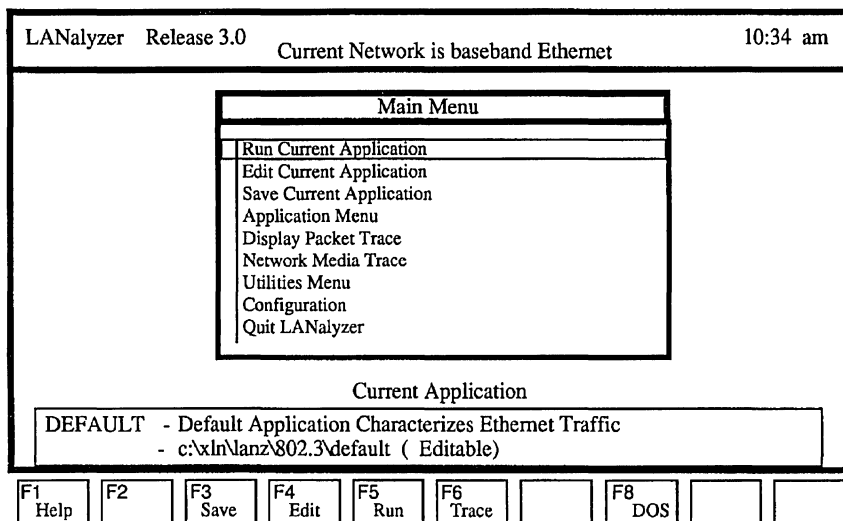 LANalyzer Release 3.0 Current Network is baseband Ethernet 10:34 am
Main Menu
Run Current Application
Edit Current Application
Save Current Application
Application Menu
Display Packet Trace
Network Media Trace
Utilities Menu
Configuration
Quit LANalyzer
Current Application
DEFAULT - Default Application Characterizes Ethernet Traffic
- c:\xln\lanz\802.3\default ( Editable)
F1 F2 F3 F4 F5 F6 F8
Help Save Edit Run Trace DOS